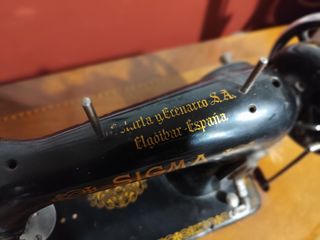 y Ecenarro S.A.
Elgóibar-España
SIGMA